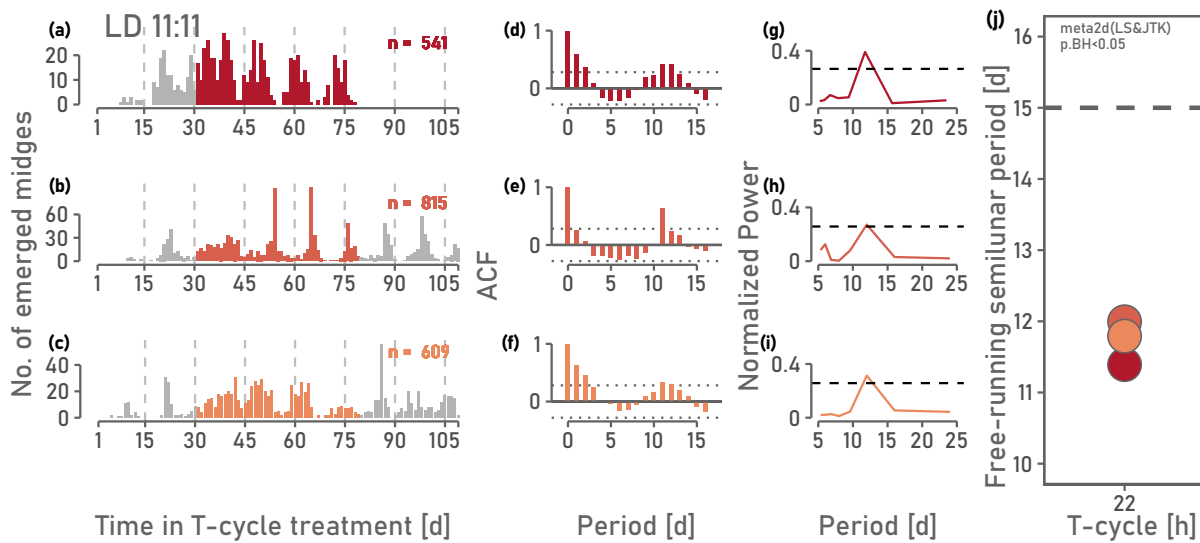 LD 11:11
(a)
n = 541
20
10
0
1 15 30 45 60 75 90 105
(b)
n = 815
60
30
0
1 15 30 45 60 75 90 105
(c)
n = 609
40
20
0
1 15 30 45 60 75 90 105
No. of emerged midges
Time in T-cycle treatment [d]
(d)
1
0
0 5 10 15
(e)
1
0
0 5 10 15
(f)
1
0
0 5 10 15
ACF
Period [d]
(g)
0.4
0
5 10 15 20 25
(h)
0.4
0
5 10 15 20 25
(i)
0.4
0
5 10 15 20 25
Normalized Power
Period [d]
(j)
meta2d(LS&JTK)
p.BH<0.05
16
15
14
13
12
11
10
22
Free-running semilunar period [d]
T-cycle [h]